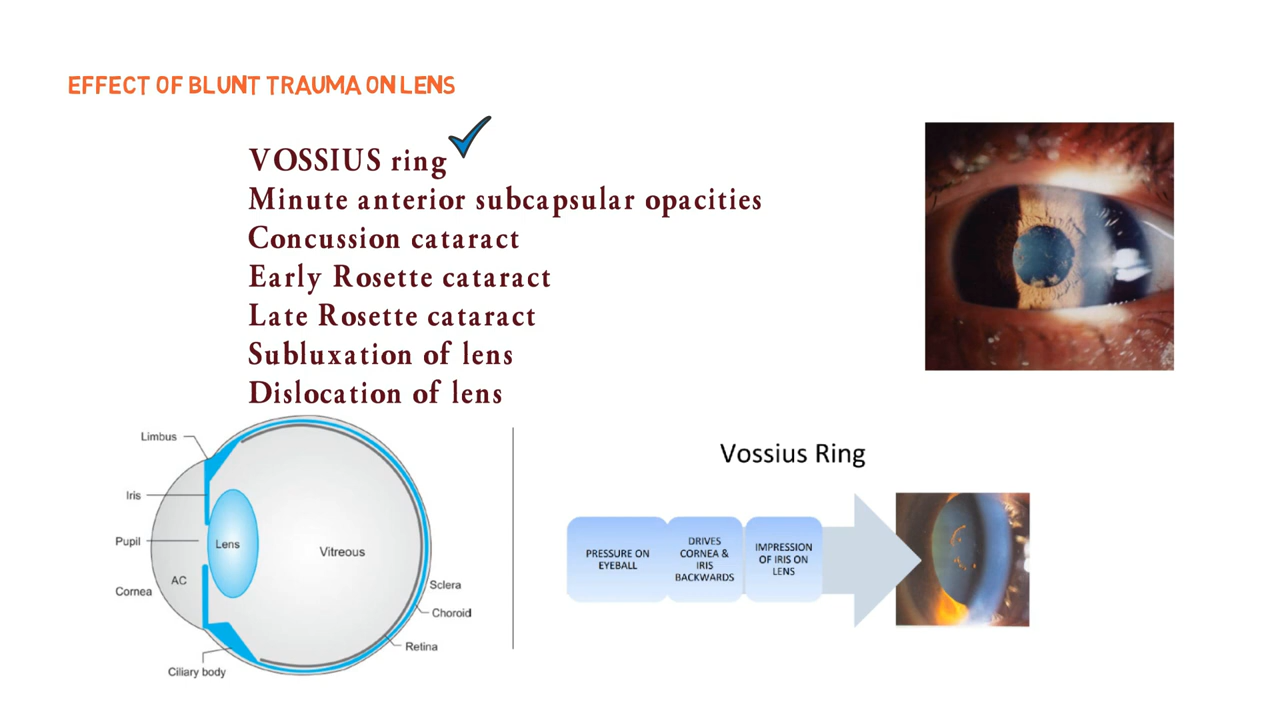 EFFECT OF BLUNT TRAUMA ON LENS
VOSSIUS ring
Minute anterior subcapsular opacities
Concussion cataract
Early Rosette cataract
Late Rosette cataract
Subluxation of lens
Dislocation of lens
Limbus
Iris
Pupil
Lens
Vitreous
AC
Cornea
Sclera
Choroid
Retina
Ciliary body
Vossius Ring
PRESSURE ON
EYEBALL
DRIVES
CORNEA &
IRIS
BACKWARDS
IMPRESSION
OF IRIS ON
LENS